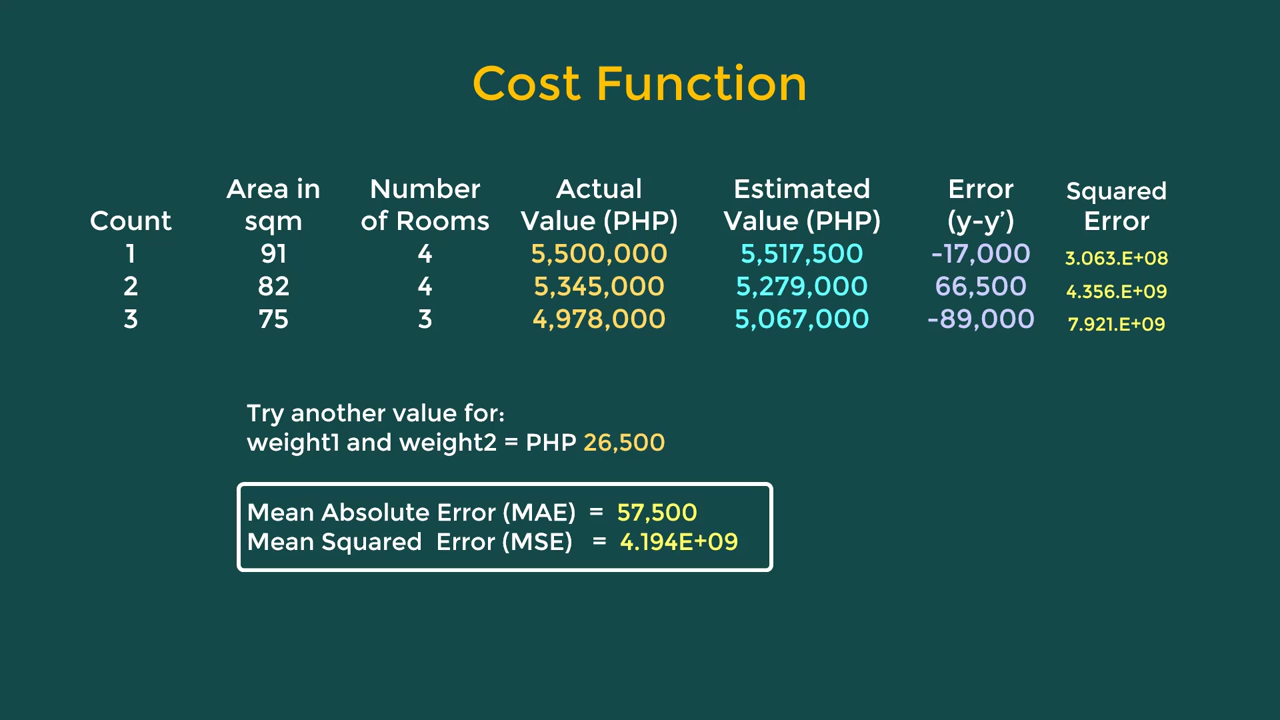 Cost Function
Area in Number Actual Estimated Error Squared
Count sqm of Rooms Value (PHP) Value (PHP) (y-y’) Error
1 91 4 5,500,000 5,517,500 -17,000 3.063.E+08
2 82 4 5,345,000 5,279,000 66,500 4.356.E+09
3 75 3 4,978,000 5,067,000 -89,000 7.921.E+09
Try another value for:
weight1 and weight2 = PHP 26,500
Mean Absolute Error (MAE) = 57,500
Mean Squared Error (MSE) = 4.194E+09